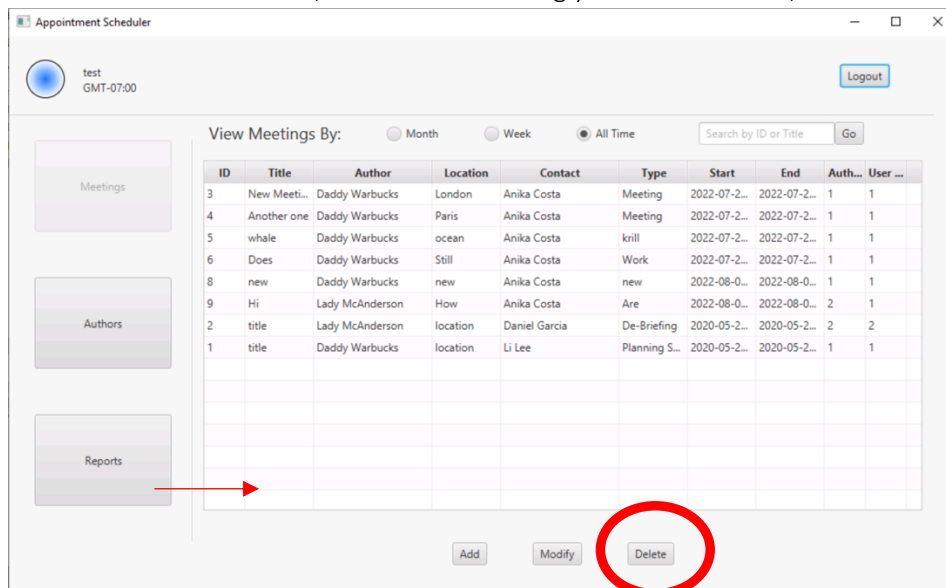 Appointment Scheduler
test
GMT-07:00
Logout
View Meetings By: Month Week All Time Search by ID or Title Go
Meetings
Authors
Reports
ID Title Author Location Contact Type Start End Auth... User ...
3 New Meeti... Daddy Warbucks London Anika Costa Meeting 2022-07-2... 2022-07-2... 1 1
4 Another one Daddy Warbucks Paris Anika Costa Meeting 2022-07-2... 2022-07-2... 1 1
5 whale Daddy Warbucks ocean Anika Costa krill 2022-07-2... 2022-07-2... 1 1
6 Does Daddy Warbucks Still Anika Costa Work 2022-07-2... 2022-07-2... 1 1
8 new Daddy Warbucks new Anika Costa new 2022-08-0... 2022-08-0... 1 1
9 Hi Lady McAnderson How Anika Costa Are 2022-08-0... 2022-08-0... 2 1
2 title Lady McAnderson location Daniel Garcia De-Briefing 2020-05-2... 2020-05-2... 2 2
1 title Daddy Warbucks location Li Lee Planning S... 2020-05-2... 2020-05-2... 1 1
Add Modify Delete